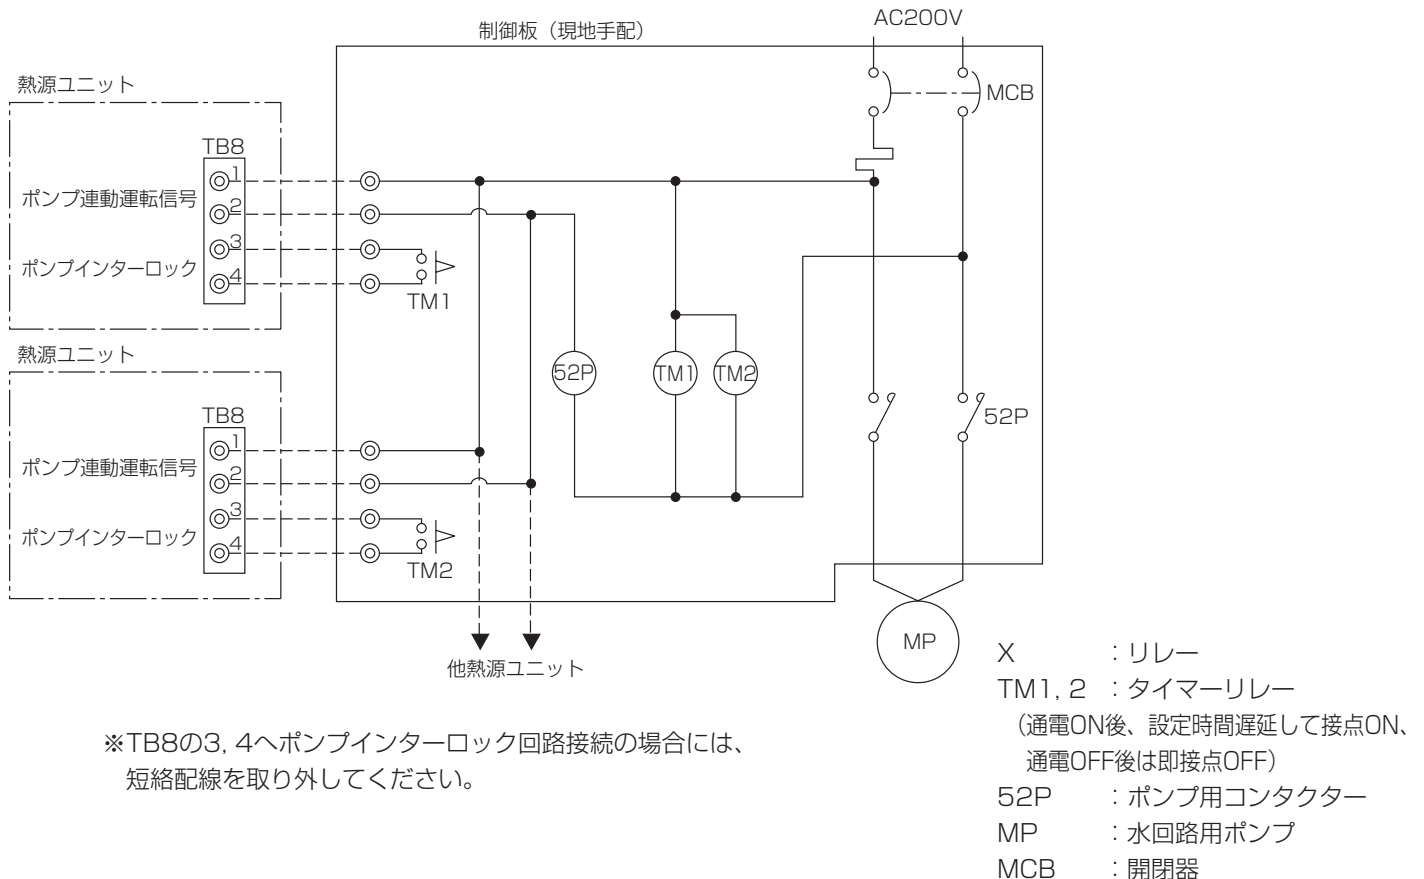 AC200V
制御板（現地手配）
熱源ユニット
MCB
TB8
1
ポンプ連動運転信号
2
3
ポンプインターロック
4
TM1
熱源ユニット
52P
TM1
TM2
TB8
52P
1
ポンプ連動運転信号
2
3
ポンプインターロック
4
TM2
MP
他熱源ユニット
X ：リレー
TM1, 2 ：タイマーリレー
（通電ON後、設定時間遅延して接点ON、
通電OFF後は即接点OFF）
52P ：ポンプ用コンタクター
MP ：水回路用ポンプ
MCB ：開閉器
※TB8の3, 4へポンプインターロック回路接続の場合には、
短絡配線を取り外してください。